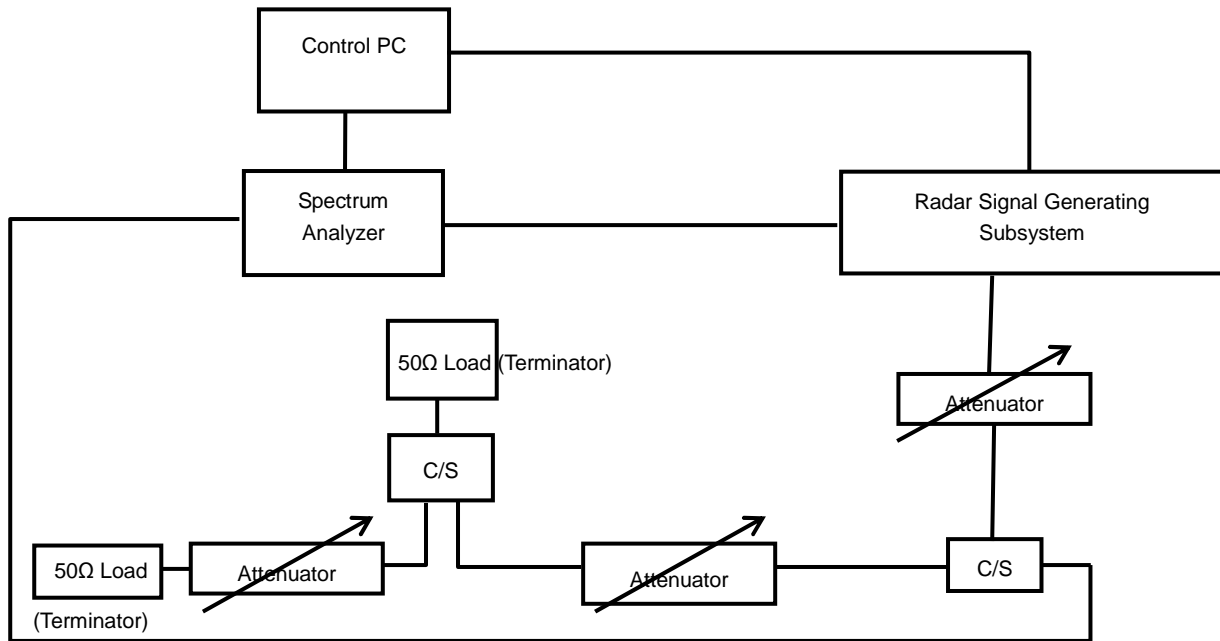 Control PC
Spectrum
Analyzer
Radar Signal Generating
Subsystem
50Ω Load (Terminator)
Attenuator
C/S
50Ω Load
(Terminator)
Attenuator
Attenuator
C/S